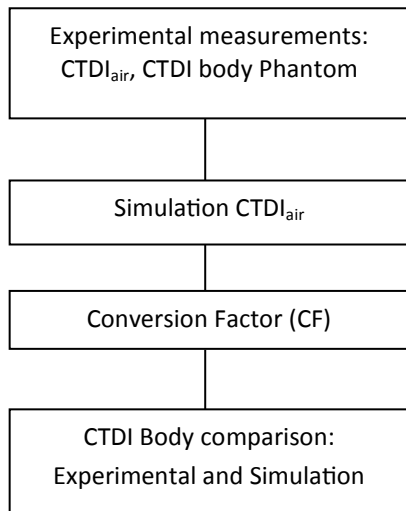 Experimental measurements:
CTDIair, CTDI body Phantom
Simulation CTDIair
Conversion Factor (CF)
CTDI Body comparison:
Experimental and Simulation